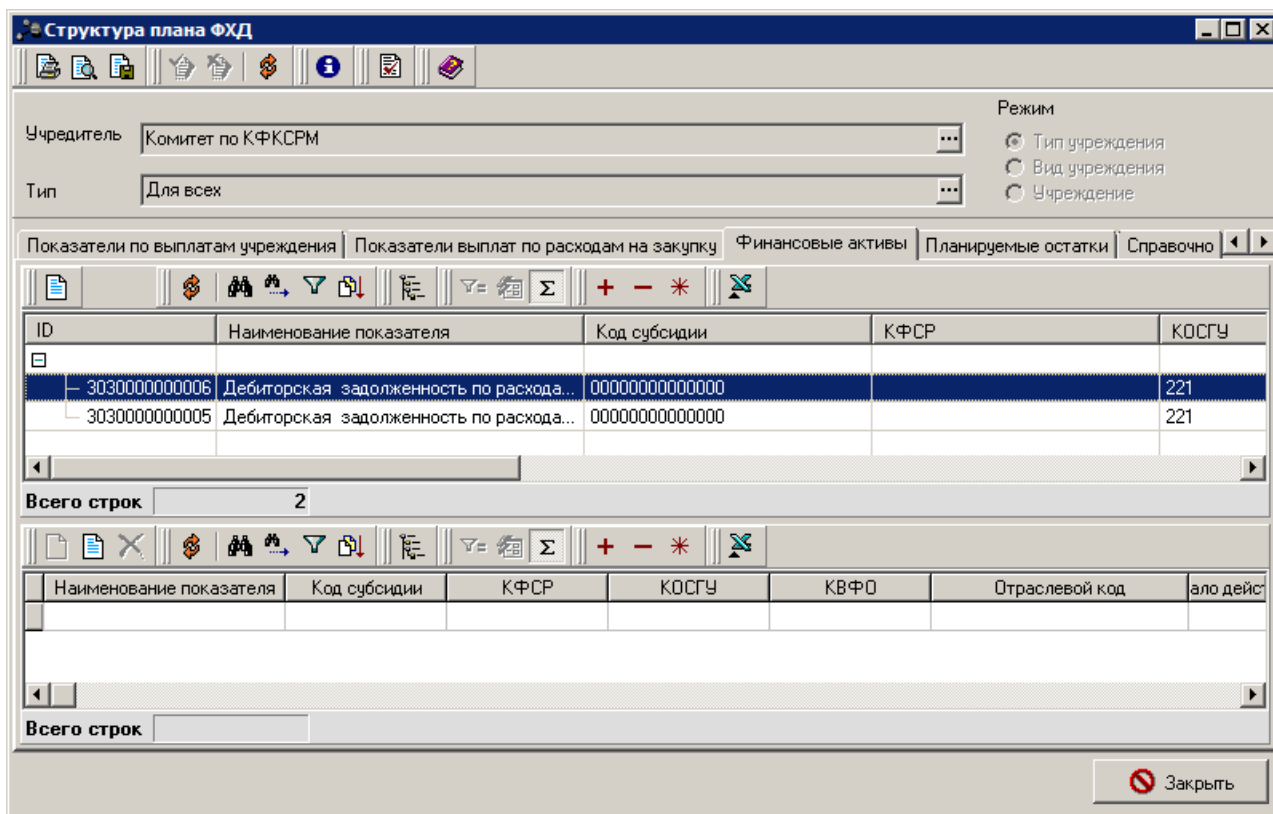 Структура плана ФХД
Режим
Учредитель Комитет по КФКСРМ ...
Тип учреждения
Вид учреждения
Тип Для всех ...
Учреждение
Показатели по выплатам учреждения Показатели выплат по расходам на закупку Финансовые активы Планируемые остатки Справочно
ID Наименование показателя Код субсидии КФСР КОСГУ
3030000000006 Дебиторская задолженность по расхода... 00000000000000 221
3030000000005 Дебиторская задолженность по расхода... 00000000000000 221
Всего строк 2
Наименование показателя Код субсидии КФСР КОСГУ КВФО Отраслевой код ало дейст
Всего строк
Закрыть